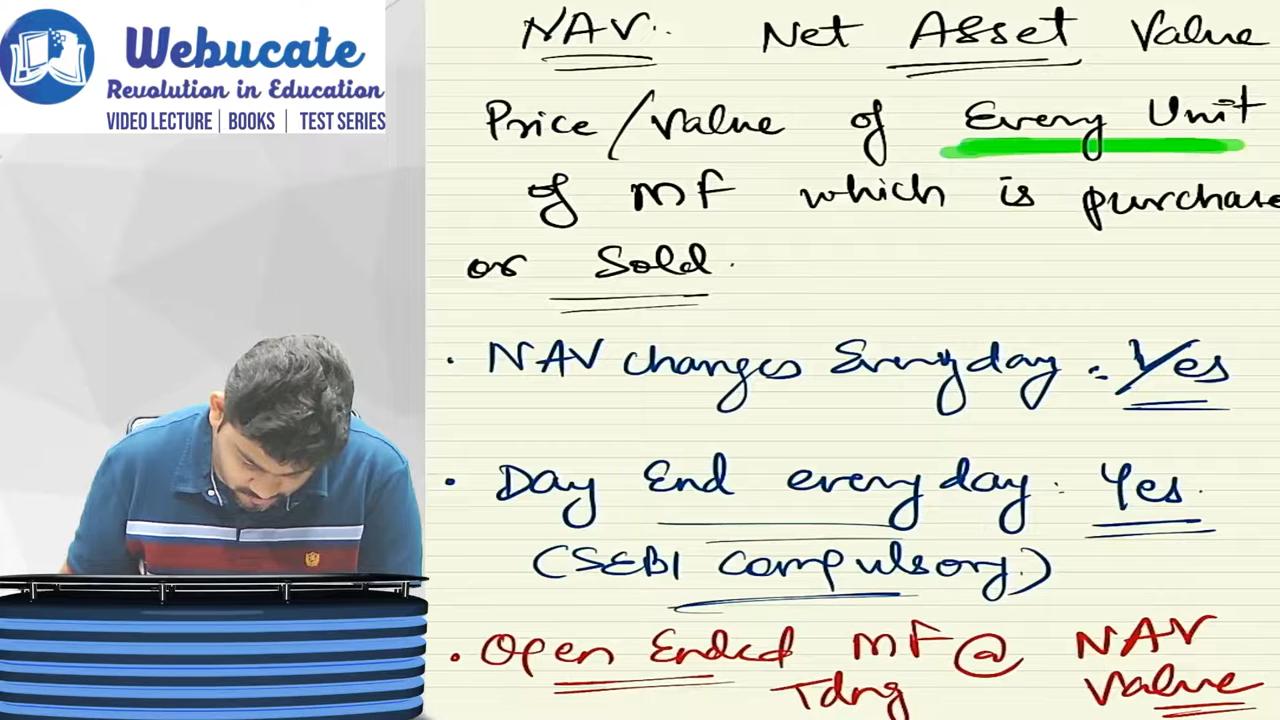 Webucate
Revolution in Education
VIDEO LECTURE | BOOKS | TEST SERIES
NAV : Net Asset Value
Price/Value of Every Unit
of MF which is purchase
or Sold.
· NAV changes Everyday = Yes
· Day End everyday : Yes.
(SEBI compulsory.)
· Open Ended MF @ NAV
Tdng Value